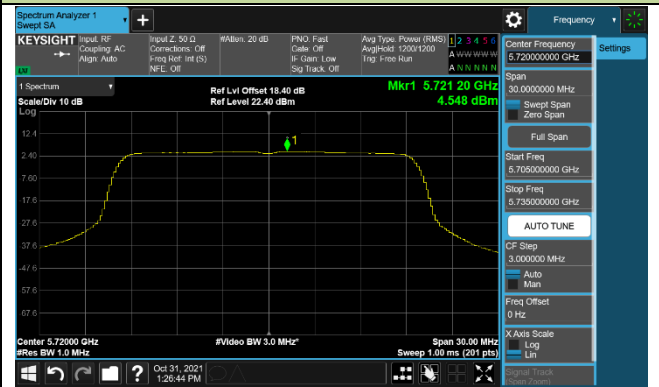 Spectrum Analyzer 1
Swept SA
Frequency
KEYSIGHT
Input: RF
Coupling: AC
Align: Auto
Input Z: 50 Ω
Corrections: Off
Freq Ref: Int (S)
NFE: Off
#Atten: 20 dB
PNO: Fast
Gate: Off
IF Gain: Low
Sig Track: Off
Avg Type: Power (RMS)
Avg|Hold: 1200/1200
Trig: Free Run
1 2 3 4 5 6
A W W W W W
A N N N N N
LXI
1 Spectrum
Scale/Div 10 dB
Log
Ref Lvl Offset 18.40 dB
Ref Level 22.40 dBm
Mkr1 5.721 20 GHz
4.548 dBm
1
12.4
2.40
-7.60
-17.6
-27.6
-37.6
-47.6
-57.6
-67.6
Center 5.72000 GHz
#Res BW 1.0 MHz
#Video BW 3.0 MHz*
Span 30.00 MHz
Sweep 1.00 ms (201 pts)
Oct 31, 2021
1:26:44 PM
Center Frequency
5.720000000 GHz
Settings
Span
30.0000000 MHz
Swept Span
Zero Span
Full Span
Start Freq
5.705000000 GHz
Stop Freq
5.735000000 GHz
AUTO TUNE
CF Step
3.000000 MHz
Auto
Man
Freq Offset
0 Hz
X Axis Scale
Log
Lin
Signal Track
(Span Zoom)